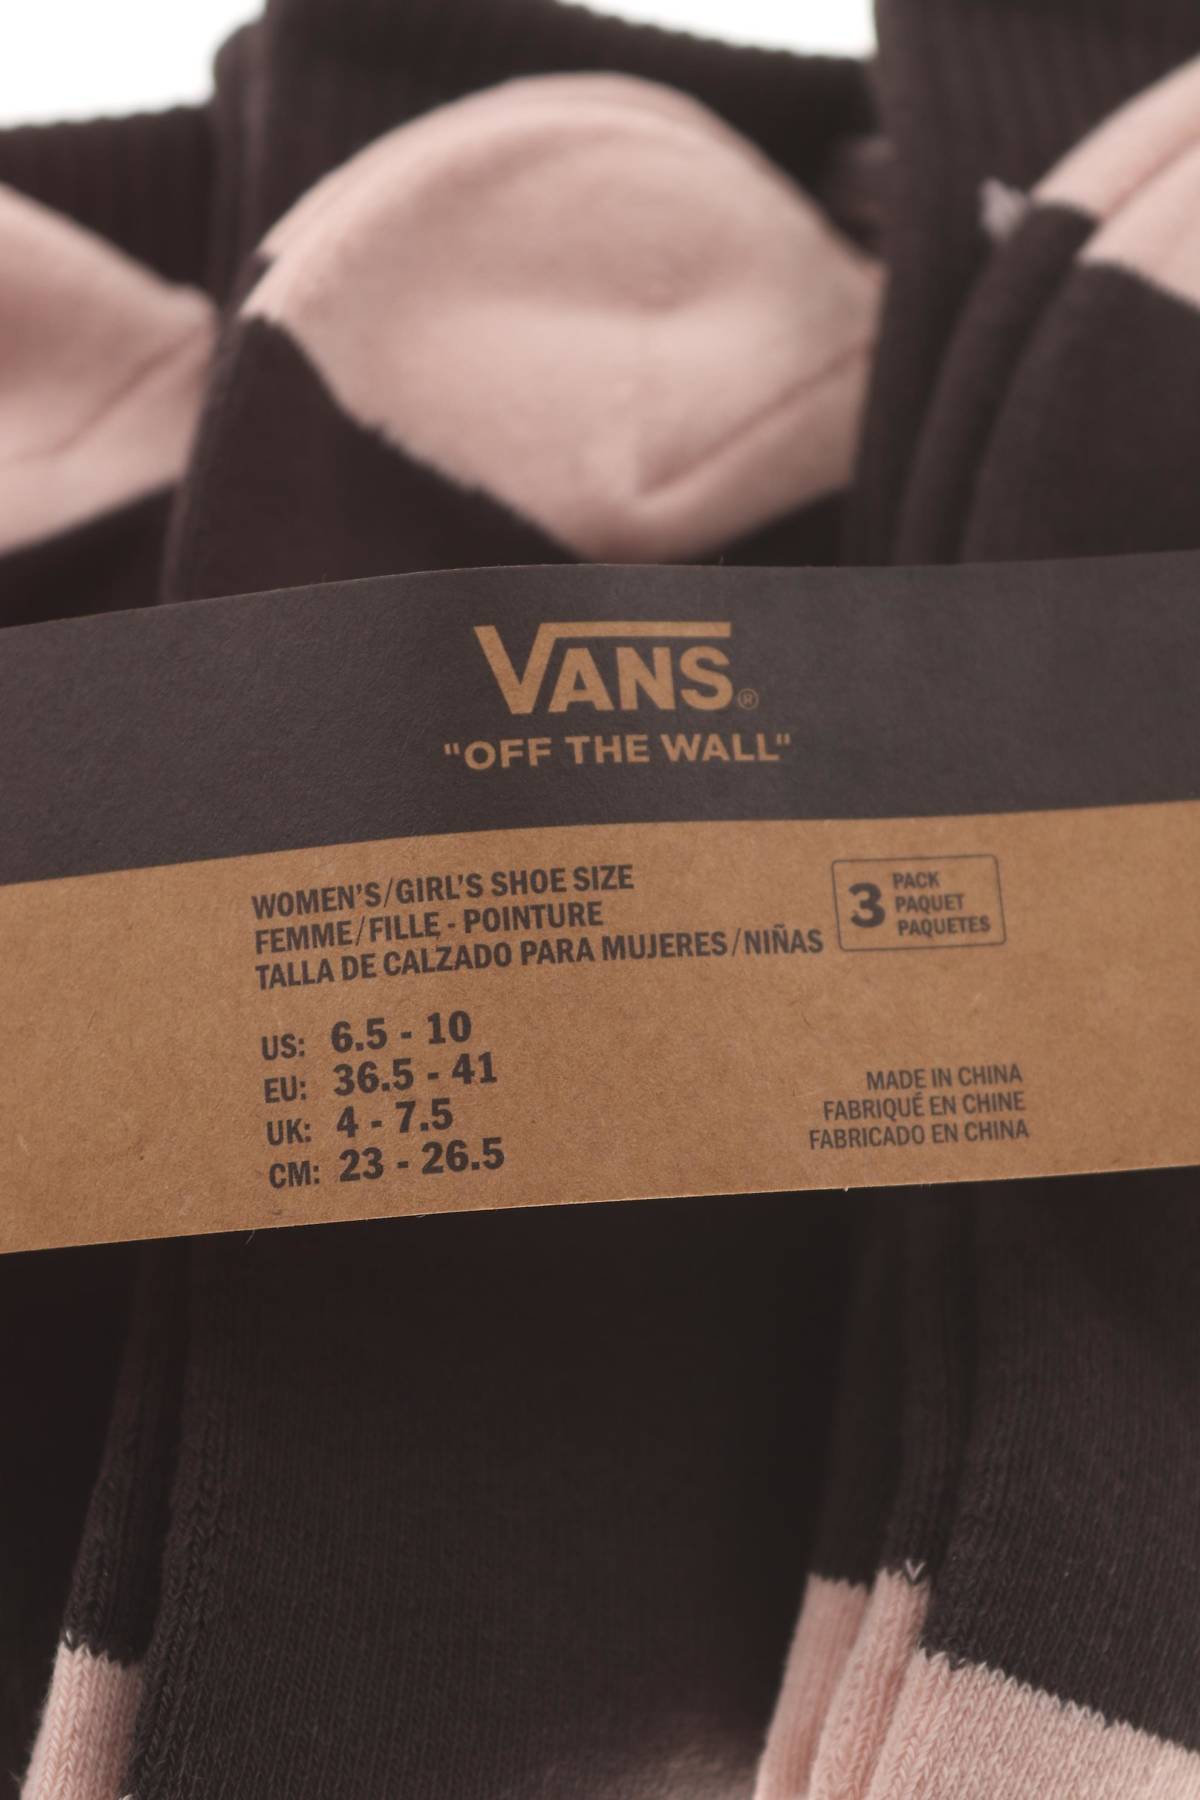 VANS®
"OFF THE WALL"
WOMEN'S/GIRL'S SHOE SIZE
FEMME/FILLE - POINTURE
TALLA DE CALZADO PARA MUJERES/NIÑAS
3 PACK
PAQUET
PAQUETES
US: 6.5 - 10
EU: 36.5 - 41
UK: 4 - 7.5
CM: 23 - 26.5
MADE IN CHINA
FABRIQUÉ EN CHINE
FABRICADO EN CHINA